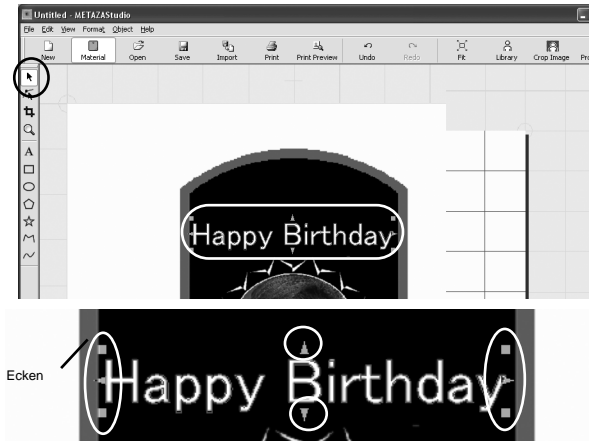 Untitled - METAZAStudio
File Edit View Format Object Help
New Material Open Save Import Print Print Preview Undo Redo Fit Library Crop Image Pro
A
Happy Birthday
Ecken
Happy Birthday